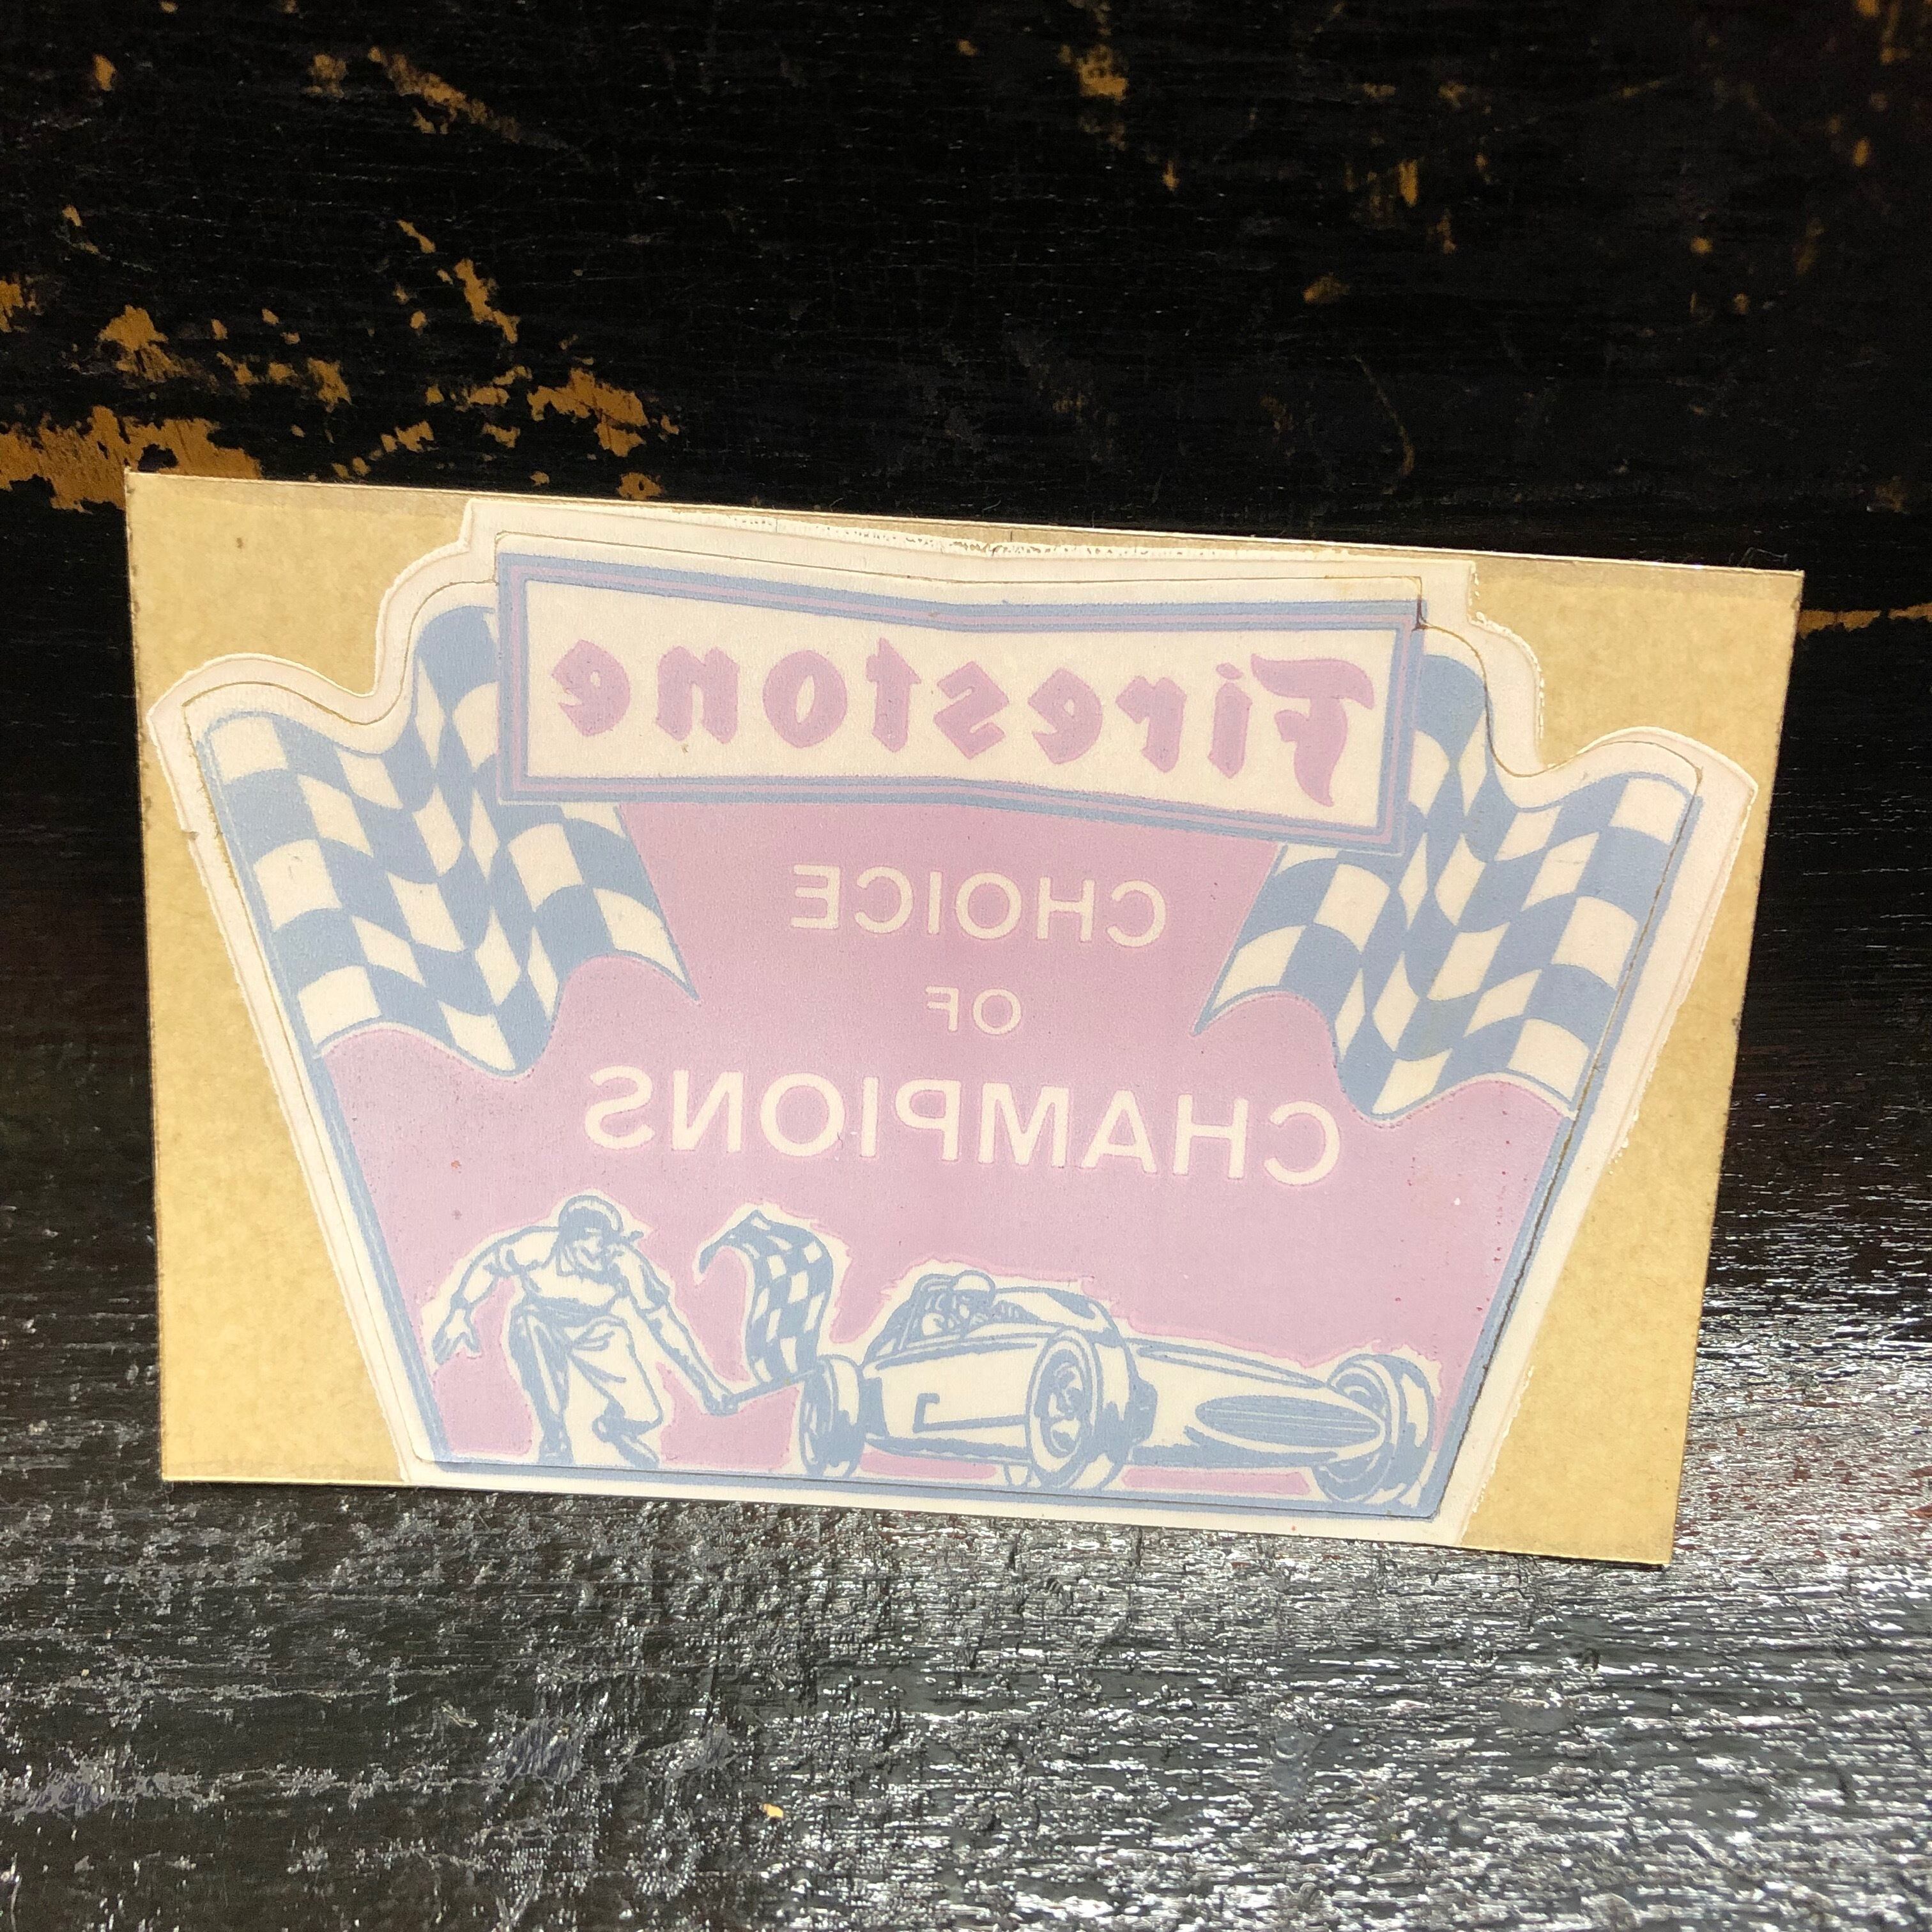 Firestone
CHOICE
OF
CHAMPIONS